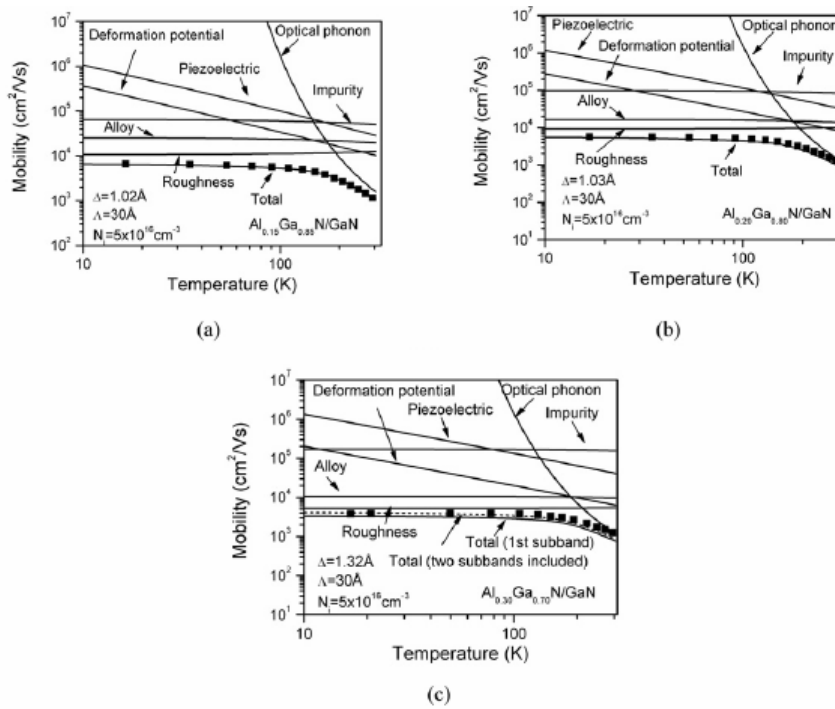 10⁷
10⁶
10⁵
10⁴
10³
10²
Mobility (cm²/Vs)
Deformation potential
Optical phonon
Piezoelectric
Impurity
Alloy
Roughness
Total
Δ=1.02Å
Λ=30Å
Nᵢ=5x10¹⁶cm⁻³
Al₀.₁₅Ga₀.₈₅N/GaN
10 100
Temperature (K)
(a)
10⁸
10⁷
10⁶
10⁵
10⁴
10³
10²
10¹
Mobility (cm²/Vs)
Piezoelectric
Optical phonon
Deformation potential
Impurity
Alloy
Roughness
Total
Δ=1.03Å
Λ=30Å
Nᵢ=5x10¹⁶cm⁻³
10 100
Temperature (K)
(b)
10⁷
10⁶
10⁵
10⁴
10³
10²
10¹
Mobility (cm²/Vs)
Deformation potential
Optical phonon
Piezoelectric
Impurity
Alloy
Roughness
Total (1st subband)
Total (two subbands included)
Δ=1.32Å
Λ=30Å
Nᵢ=5x10¹⁶cm⁻³
Al₀.₃₀Ga₀.₇₀N/GaN
10 100
Temperature (K)
(c)